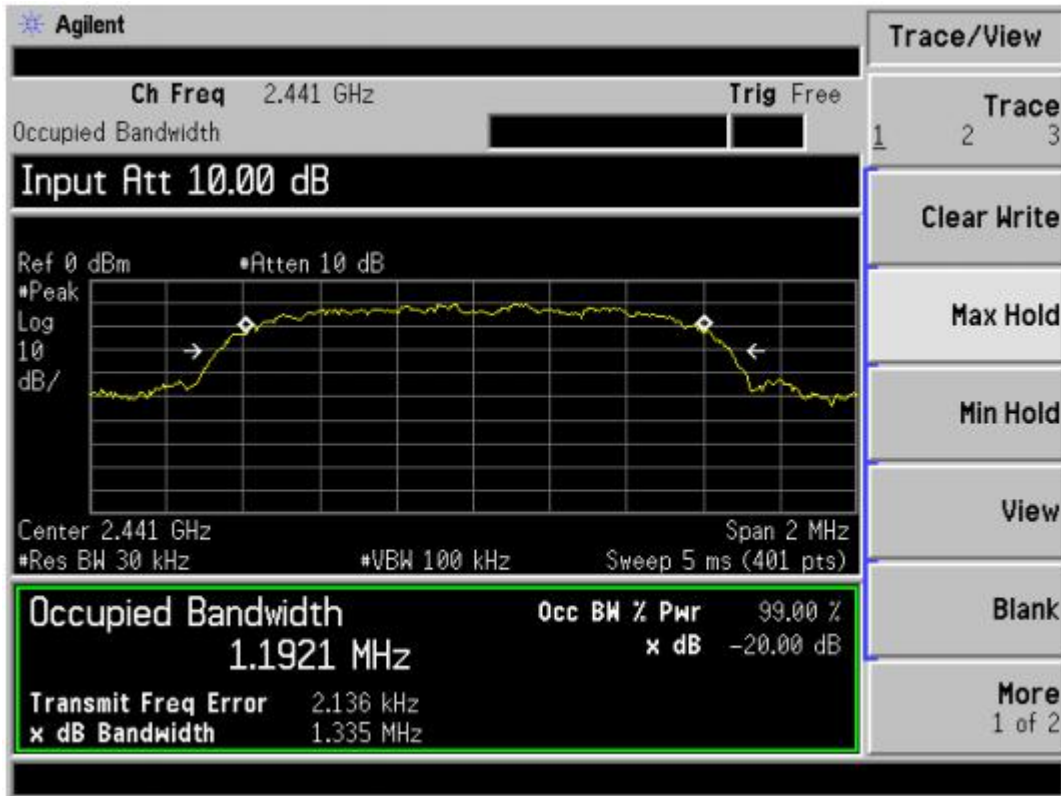 Agilent
Trace/View
Ch Freq 2.441 GHz Trig Free
Occupied Bandwidth
Trace
1 2 3
Input Att 10.00 dB
Clear Write
Ref 0 dBm #Atten 10 dB
#Peak
Log
10
dB/
Max Hold
Min Hold
View
Center 2.441 GHz Span 2 MHz
#Res BW 30 kHz #VBW 100 kHz Sweep 5 ms (401 pts)
Occupied Bandwidth Occ BW % Pwr 99.00 %
1.1921 MHz x dB -20.00 dB
Blank
Transmit Freq Error 2.136 kHz
x dB Bandwidth 1.335 MHz
More
1 of 2